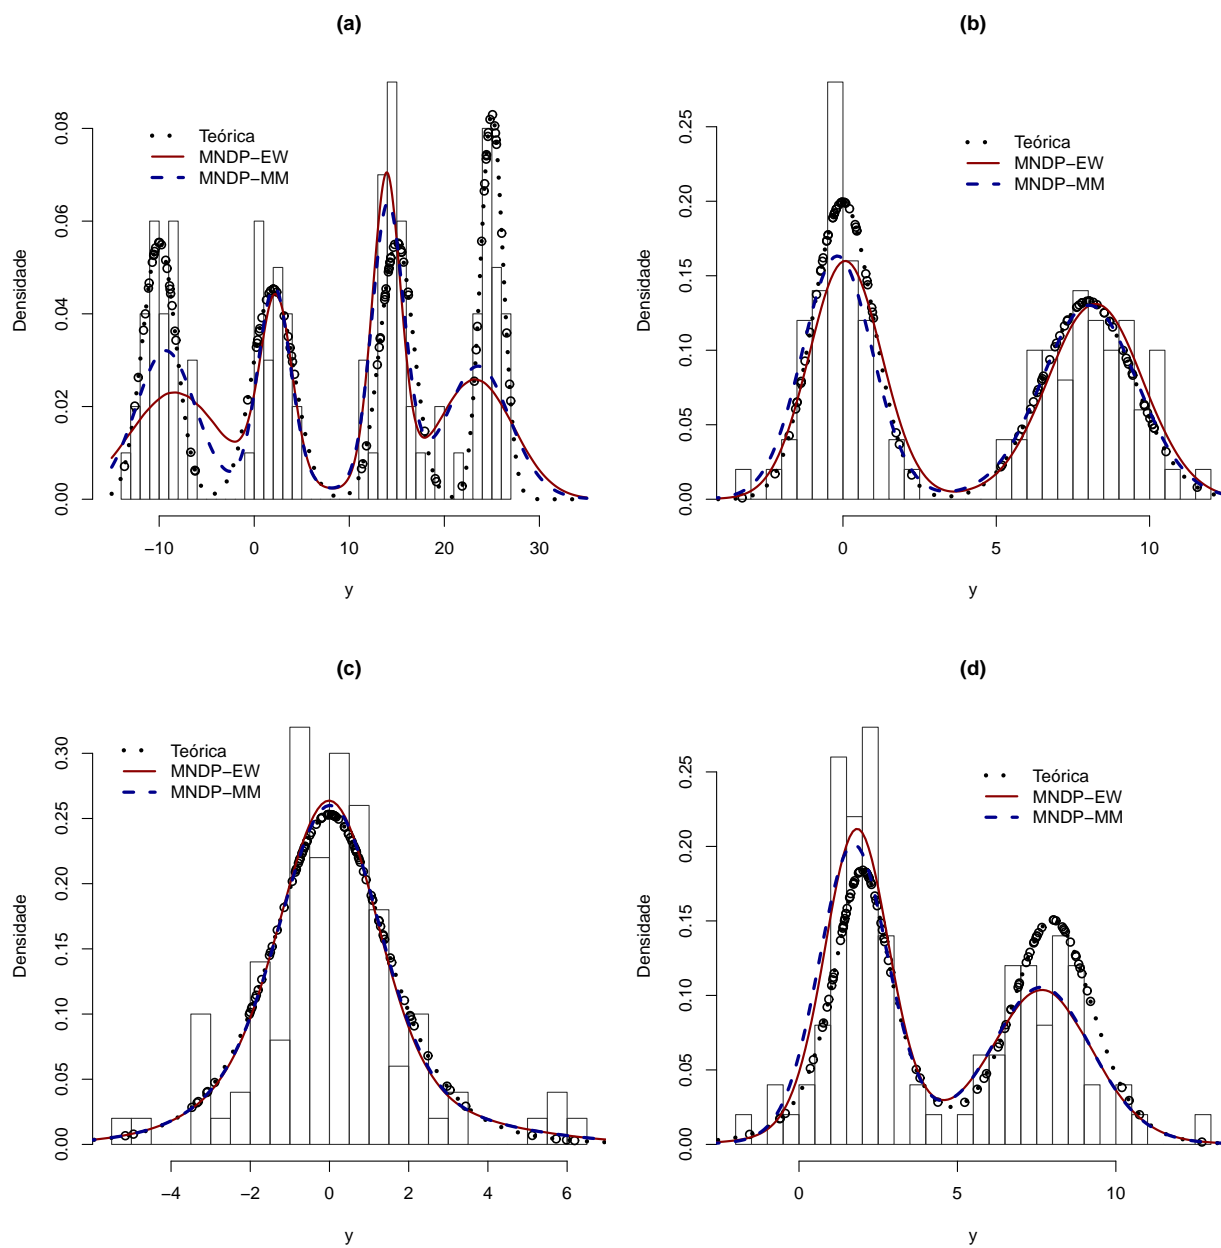 (a)
Teórica
MNDP−EW
MNDP−MM
Densidade
0.00 0.02 0.04 0.06 0.08
−10 0 10 20 30
y
(b)
Teórica
MNDP−EW
MNDP−MM
Densidade
0.00 0.05 0.10 0.15 0.20 0.25
0 5 10
y
(c)
Teórica
MNDP−EW
MNDP−MM
Densidade
0.00 0.05 0.10 0.15 0.20 0.25 0.30
−4 −2 0 2 4 6
y
(d)
Teórica
MNDP−EW
MNDP−MM
Densidade
0.00 0.05 0.10 0.15 0.20 0.25
0 5 10
y